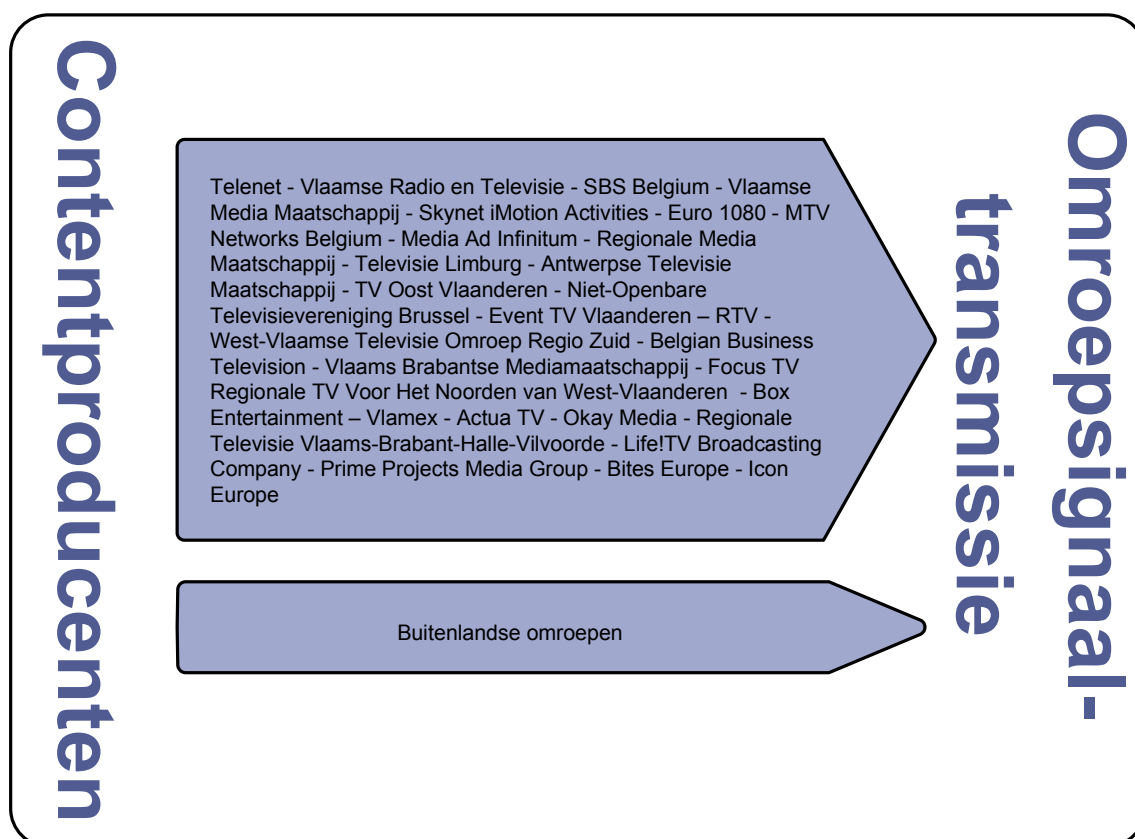 Contentproducenten
Telenet - Vlaamse Radio en Televisie - SBS Belgium - Vlaamse
Media Maatschappij - Skynet iMotion Activities - Euro 1080 - MTV
Networks Belgium - Media Ad Infinitum - Regionale Media
Maatschappij - Televisie Limburg - Antwerpse Televisie
Maatschappij - TV Oost Vlaanderen - Niet-Openbare
Televisievereniging Brussel - Event TV Vlaanderen – RTV -
West-Vlaamse Televisie Omroep Regio Zuid - Belgian Business
Television - Vlaams Brabantse Mediamaatschappij - Focus TV
Regionale TV Voor Het Noorden van West-Vlaanderen - Box
Entertainment – Vlamex - Actua TV - Okay Media - Regionale
Televisie Vlaams-Brabant-Halle-Vilvoorde - Life!TV Broadcasting
Company - Prime Projects Media Group - Bites Europe - Icon
Europe
Buitenlandse omroepen
Omroepsignaal-
transmissie